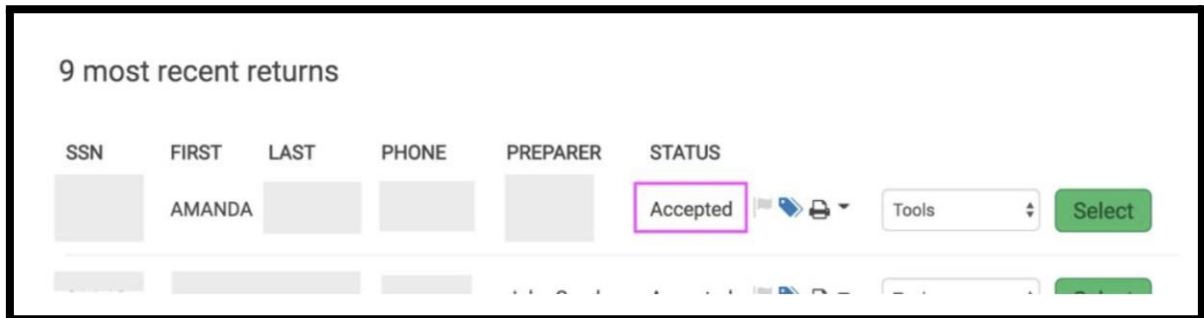 9 most recent returns
SSN FIRST LAST PHONE PREPARER STATUS
AMANDA Accepted Tools Select